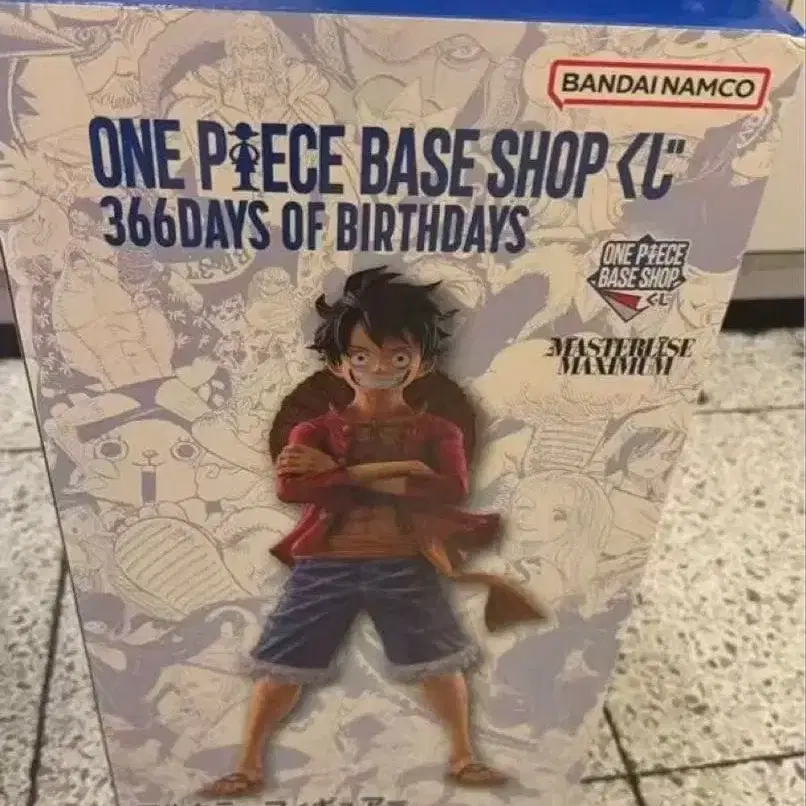 BANDAI NAMCO
ONE PIECE BASE SHOP くじ
366DAYS OF BIRTHDAYS
ONE PIECE
BASE SHOP
くじ
MASTERLISE
MAXIMUM